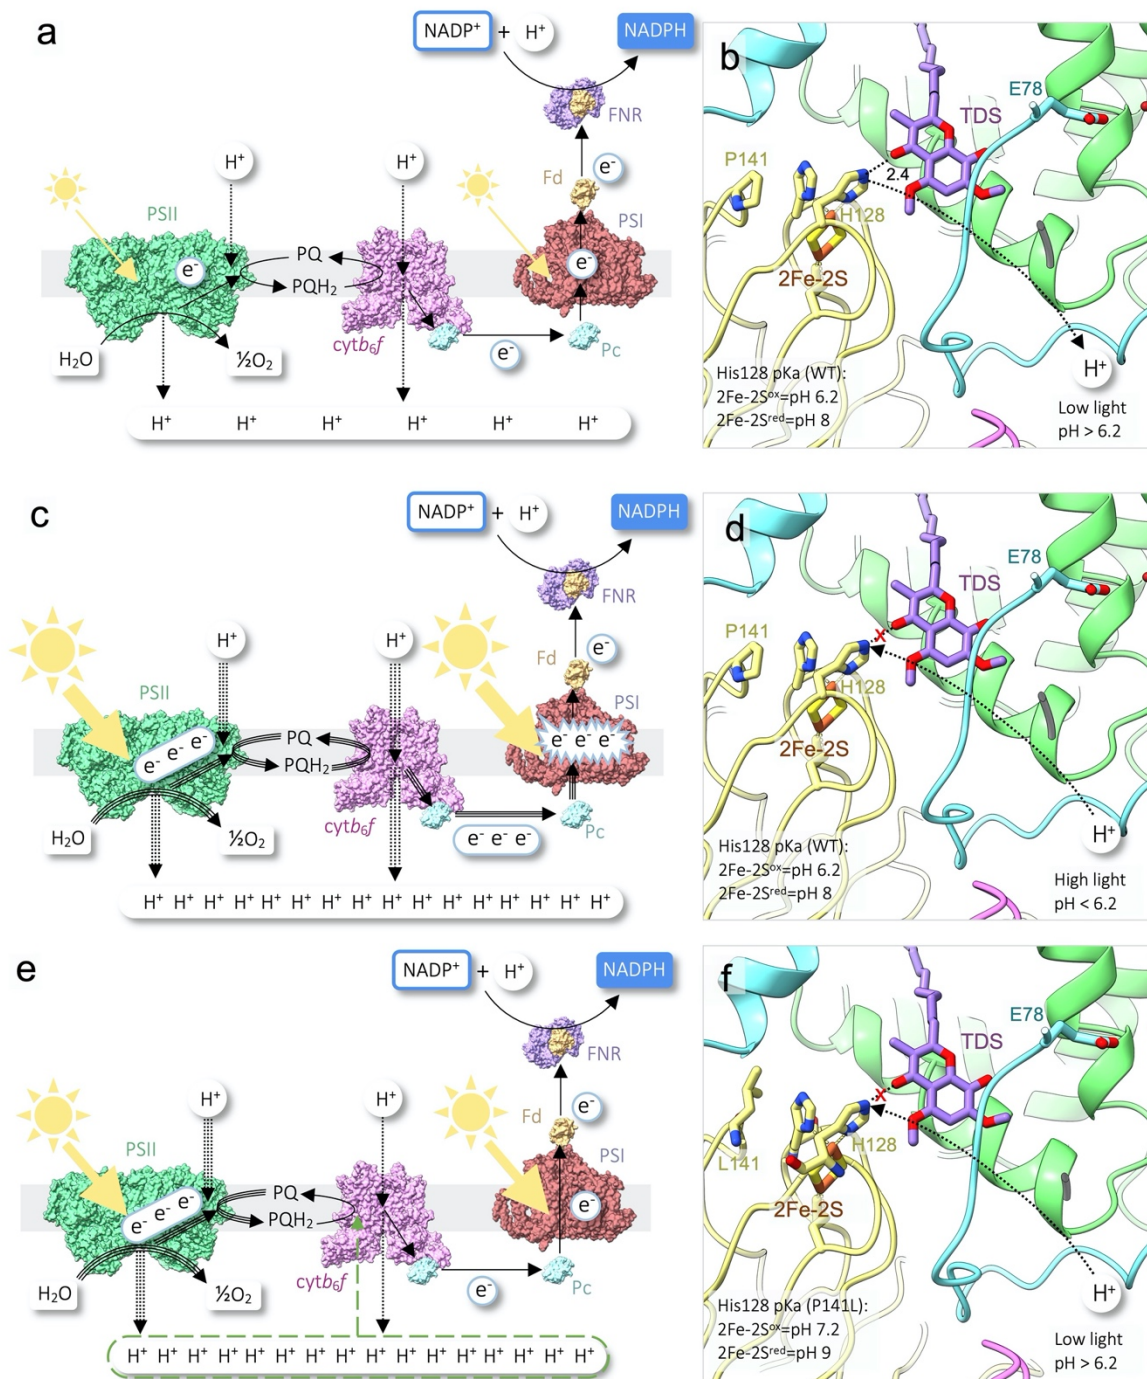 a
NADP⁺ + H⁺ NADPH
FNR
H⁺ H⁺ e⁻
Fd
PSII PSI
e⁻ PQ e⁻
PQH₂
H₂O ½O₂ cytb₆f e⁻ Pc
H⁺ H⁺ H⁺ H⁺ H⁺ H⁺
b
E78
TDS
P141
2.4
H128
2Fe-2S
H⁺
His128 pKa (WT):
2Fe-2Sᵒˣ=pH 6.2
2Fe-2Sʳᵉᵈ=pH 8
Low light
pH > 6.2
c
NADP⁺ + H⁺ NADPH
FNR
H⁺ H⁺ e⁻
Fd
PSII PSI
e⁻ e⁻ e⁻ PQ e⁻ e⁻ e⁻
PQH₂
H₂O ½O₂ cytb₆f e⁻ e⁻ e⁻ Pc
H⁺ H⁺ H⁺ H⁺ H⁺ H⁺ H⁺ H⁺ H⁺ H⁺ H⁺ H⁺ H⁺ H⁺ H⁺ H⁺
d
E78
TDS
P141
x
H128
2Fe-2S
H⁺
His128 pKa (WT):
2Fe-2Sᵒˣ=pH 6.2
2Fe-2Sʳᵉᵈ=pH 8
High light
pH < 6.2
e
NADP⁺ + H⁺ NADPH
FNR
H⁺ H⁺ e⁻
Fd
PSII PSI
e⁻ e⁻ e⁻ PQ e⁻
PQH₂
H₂O ½O₂ cytb₆f e⁻ Pc
H⁺ H⁺ H⁺ H⁺ H⁺ H⁺ H⁺ H⁺ H⁺ H⁺ H⁺ H⁺ H⁺ H⁺ H⁺ H⁺
f
E78
TDS
x
L141
H128
2Fe-2S
H⁺
His128 pKa (P141L):
2Fe-2Sᵒˣ=pH 7.2
2Fe-2Sʳᵉᵈ=pH 9
Low light
pH > 6.2